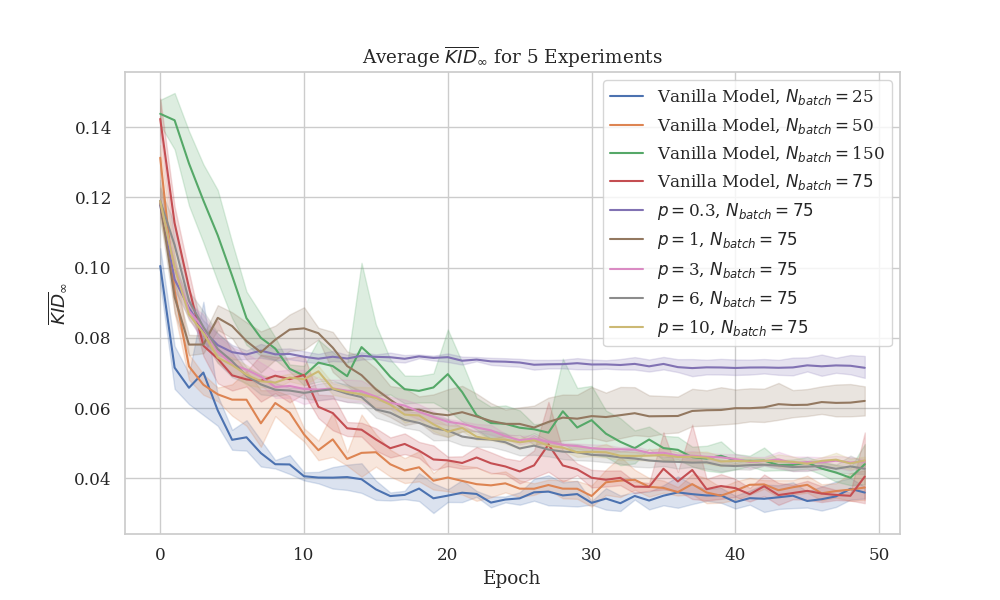 Average $\overline{KID}_\infty$ for 5 Experiments
Vanilla Model, $N_{batch} = 25$
Vanilla Model, $N_{batch} = 50$
Vanilla Model, $N_{batch} = 150$
Vanilla Model, $N_{batch} = 75$
$p = 0.3$, $N_{batch} = 75$
$p = 1$, $N_{batch} = 75$
$p = 3$, $N_{batch} = 75$
$p = 6$, $N_{batch} = 75$
$p = 10$, $N_{batch} = 75$
0.14
0.12
0.10
0.08
0.06
0.04
$\overline{KID}_\infty$
0 10 20 30 40 50
Epoch